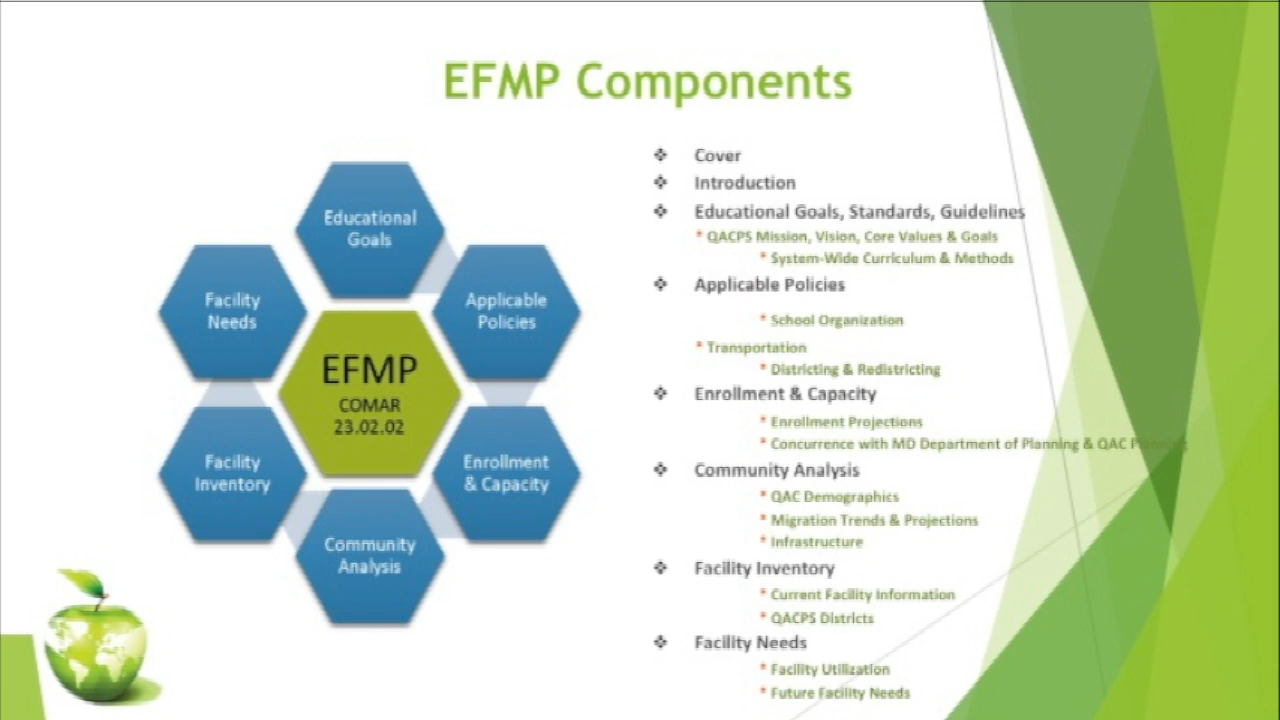 EFMP Components
Educational
Goals
Applicable
Policies
Enrollment
& Capacity
Community
Analysis
Facility
Inventory
Facility
Needs
EFMP
COMAR
23.02.02
❖ Cover
❖ Introduction
❖ Educational Goals, Standards, Guidelines
* QACPS Mission, Vision, Core Values & Goals
* System-Wide Curriculum & Methods
❖ Applicable Policies
* School Organization
* Transportation
* Districting & Redistricting
❖ Enrollment & Capacity
* Enrollment Projections
* Concurrence with MD Department of Planning & QAC
❖ Community Analysis
* QAC Demographics
* Migration Trends & Projections
* Infrastructure
❖ Facility Inventory
* Current Facility Information
* QACPS Districts
❖ Facility Needs
* Facility Utilization
* Future Facility Needs